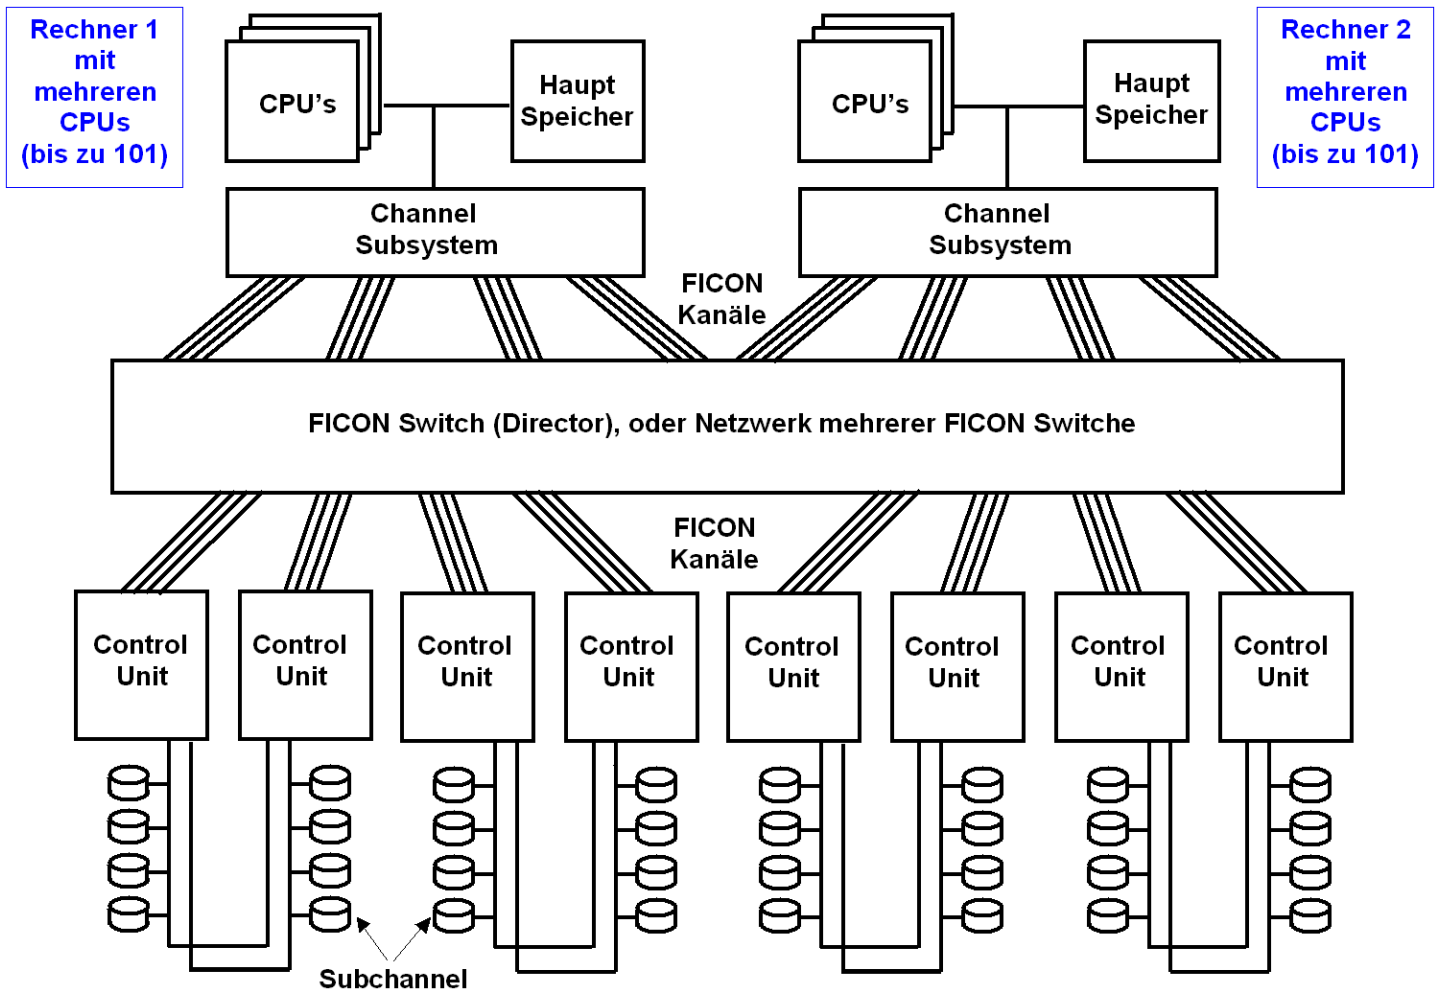 Rechner 1
mit
mehreren
CPUs
(bis zu 101)
CPU's
Haupt
Speicher
CPU's
Haupt
Speicher
Rechner 2
mit
mehreren
CPUs
(bis zu 101)
Channel
Subsystem
Channel
Subsystem
FICON
Kanäle
FICON Switch (Director), oder Netzwerk mehrerer FICON Switche
FICON
Kanäle
Control
Unit
Control
Unit
Control
Unit
Control
Unit
Control
Unit
Control
Unit
Control
Unit
Control
Unit
Subchannel